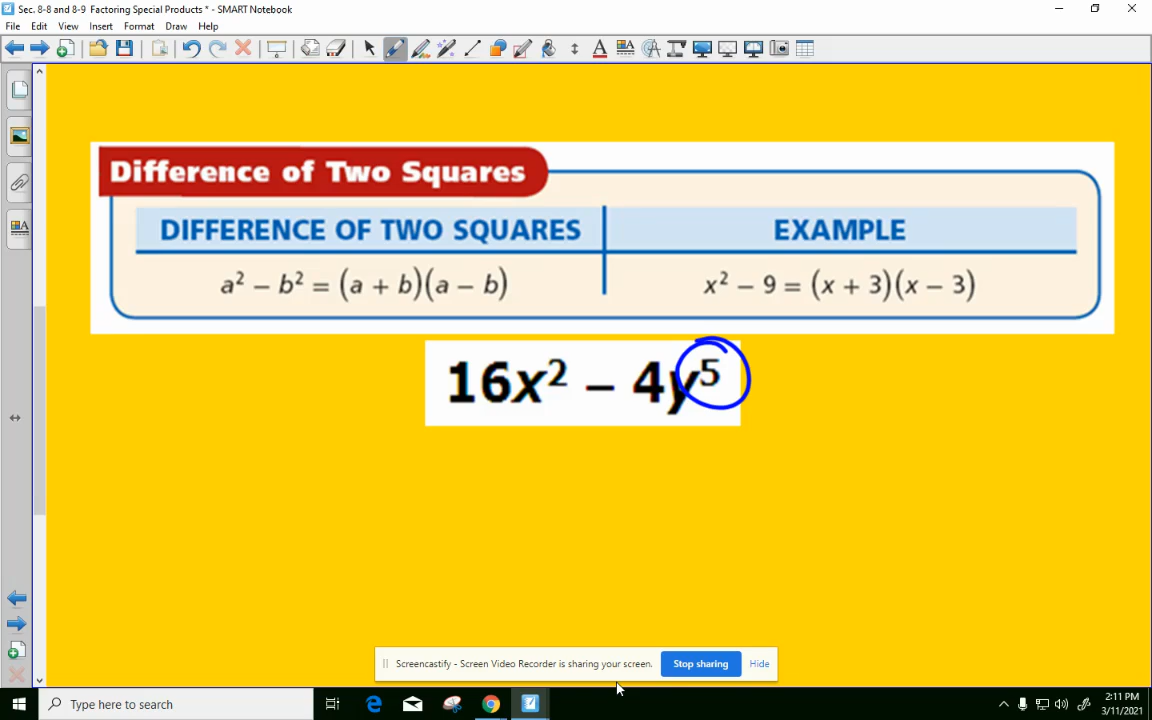 Sec. 8-8 and 8-9 Factoring Special Products * - SMART Notebook
File Edit View Insert Format Draw Help
Difference of Two Squares
DIFFERENCE OF TWO SQUARES EXAMPLE
a² − b² = (a + b)(a − b) x² − 9 = (x + 3)(x − 3)
16x² − 4y⁵
Screencastify - Screen Video Recorder is sharing your screen. Stop sharing Hide
Type here to search
2:11 PM
3/11/2021